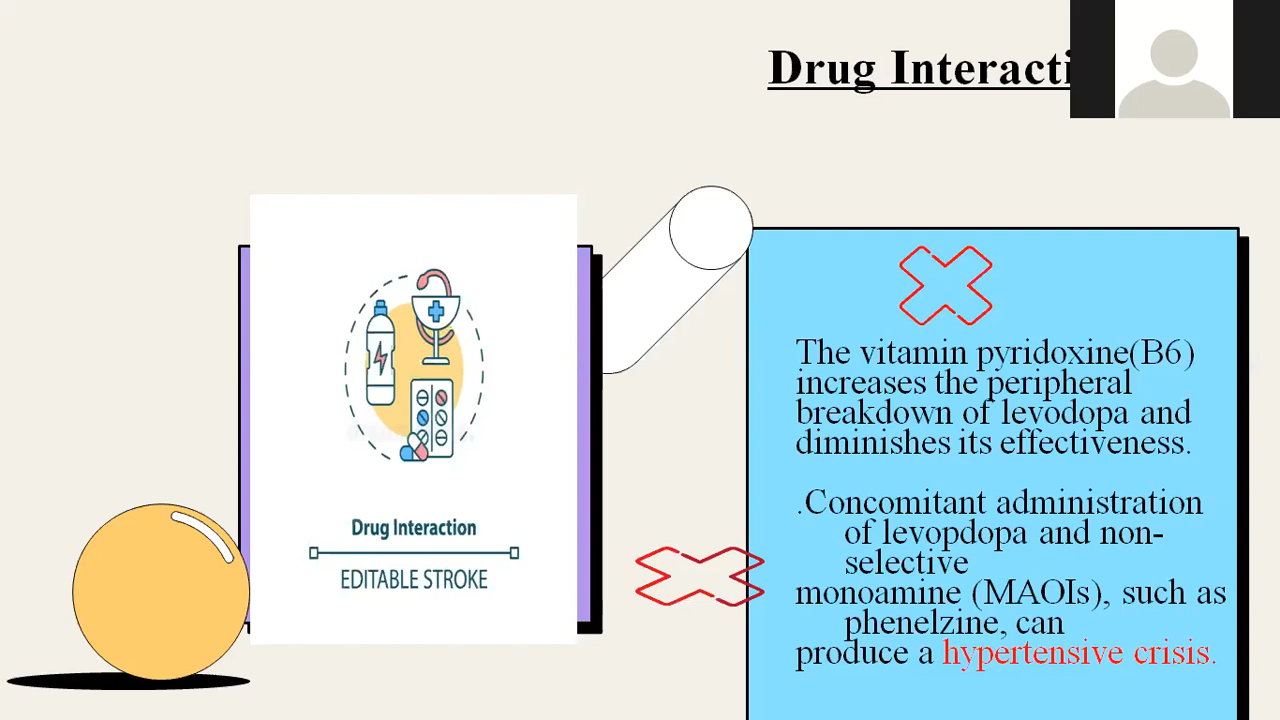 Drug Interacti
The vitamin pyridoxine(B6)
increases the peripheral
breakdown of levodopa and
diminishes its effectiveness.
.Concomitant administration
of levopdopa and non-
selective
monoamine (MAOIs), such as
phenelzine, can
produce a hypertensive crisis.
Drug Interaction
EDITABLE STROKE